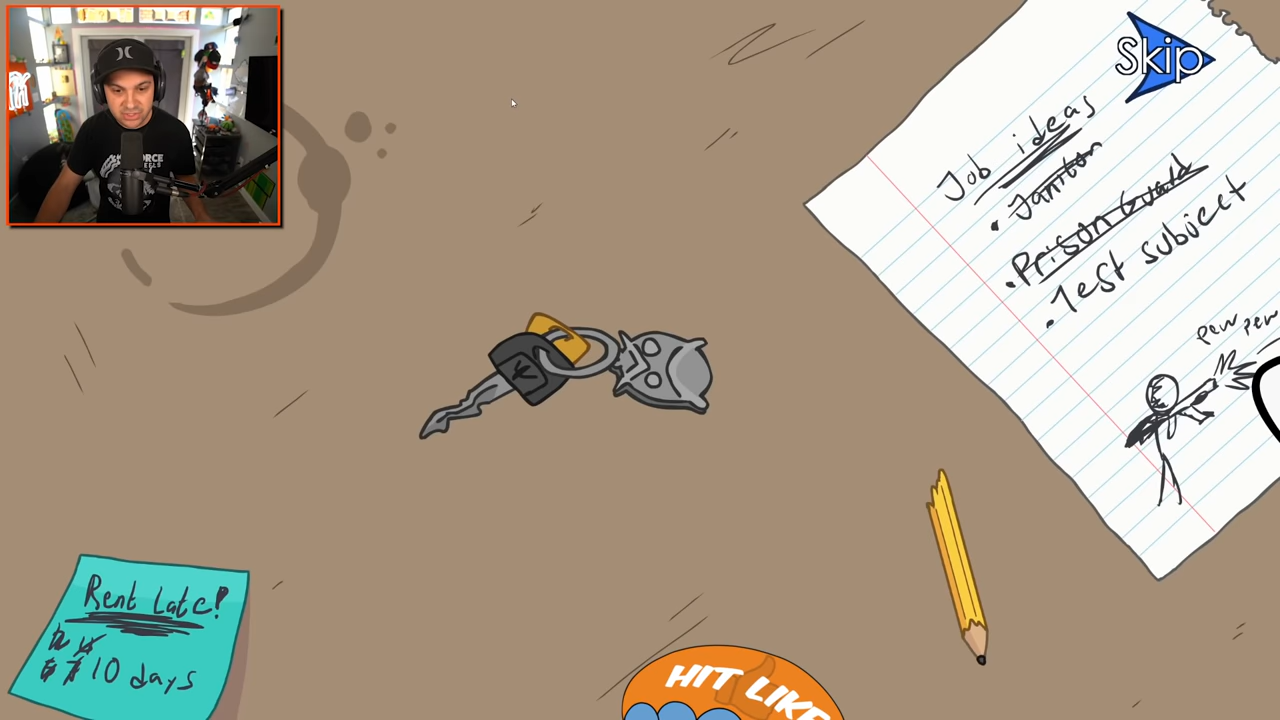 Skip
Job ideas
• Janitor
• Prison Guard
• Test subject
pew pew
Rent Late!
10 days
HIT LIKE